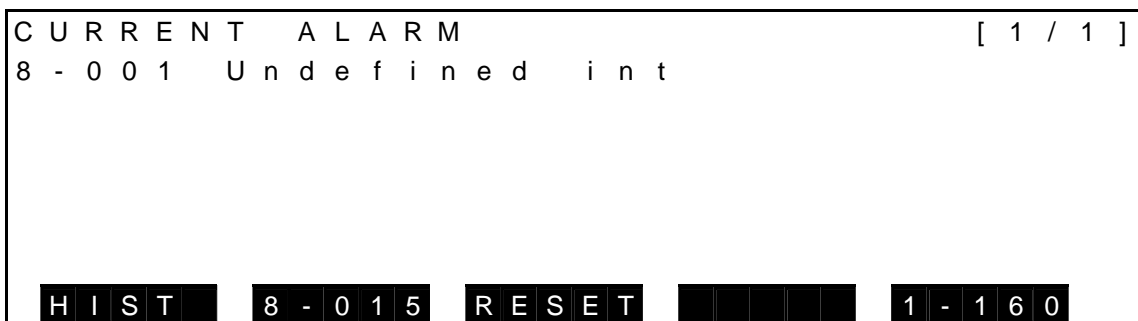 CURRENT ALARM [1/1]
8-001 Undefined int
HIST 8-015 RESET 1-160